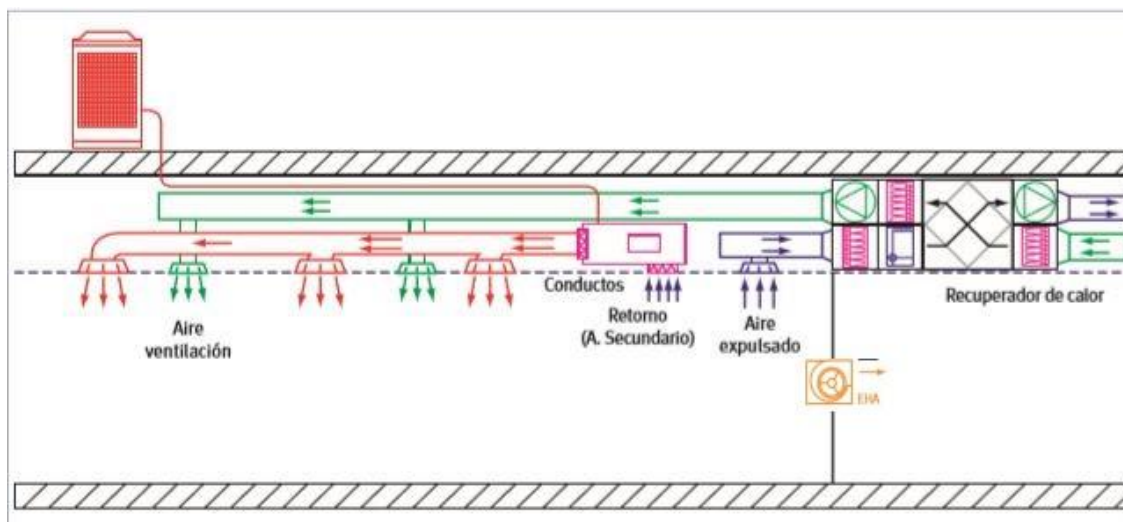 Conductos
Recuperador de calor
Aire
ventilación
Retorno
(A. Secundario)
Aire
expulsado
EHA